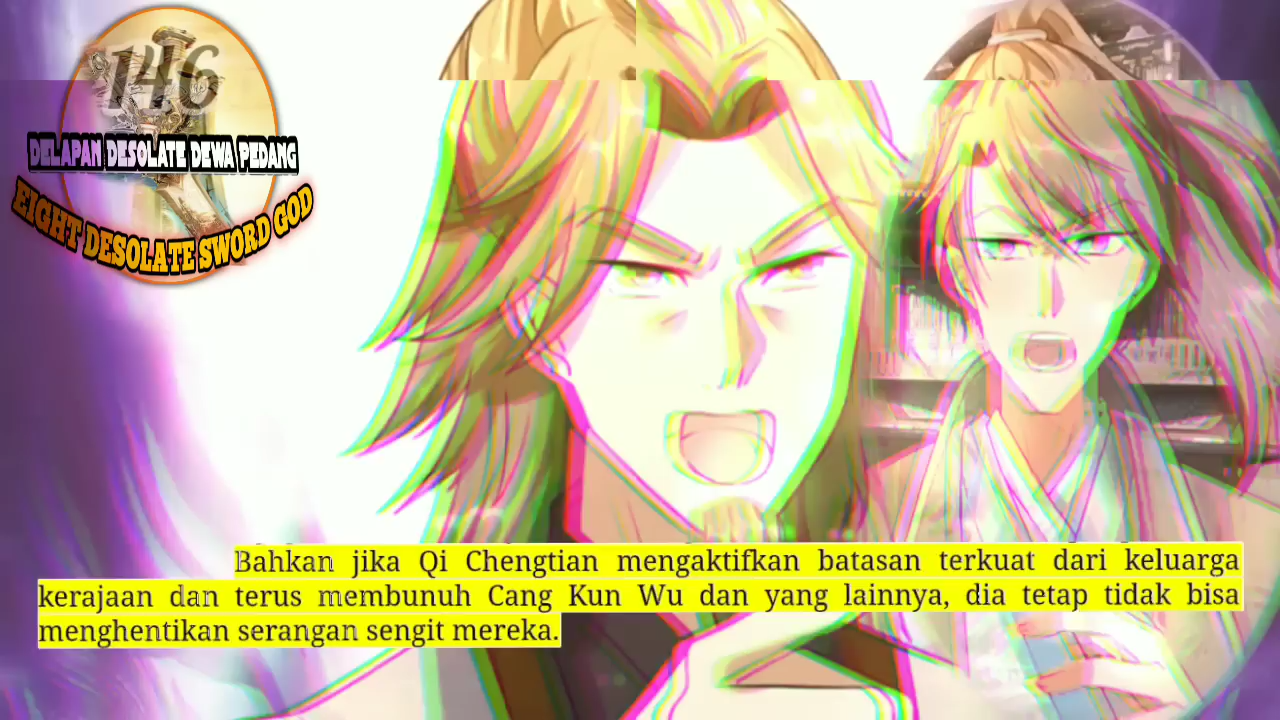 146
DELAPAN DESOLATE DEWA PEDANG
EIGHT DESOLATE SWORD GOD
Bahkan jika Qi Chengtian mengaktifkan batasan terkuat dari keluarga
kerajaan dan terus membunuh Cang Kun Wu dan yang lainnya, dia tetap tidak bisa
menghentikan serangan sengit mereka.